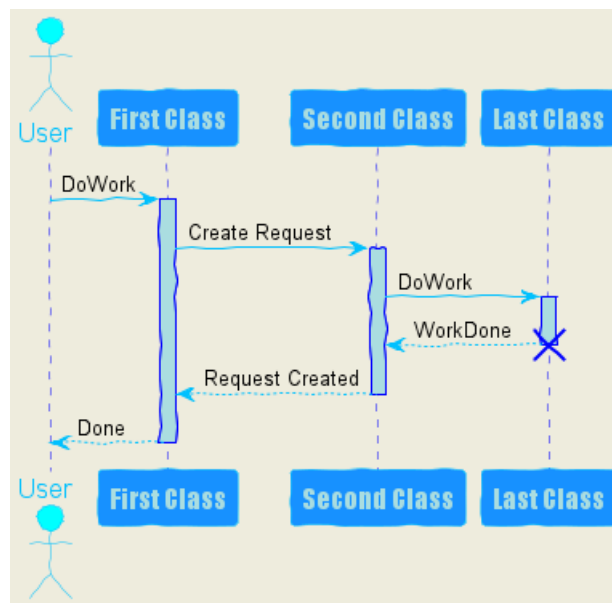 User
First Class
Second Class
Last Class
DoWork
Create Request
DoWork
WorkDone
Request Created
Done
User
First Class
Second Class
Last Class